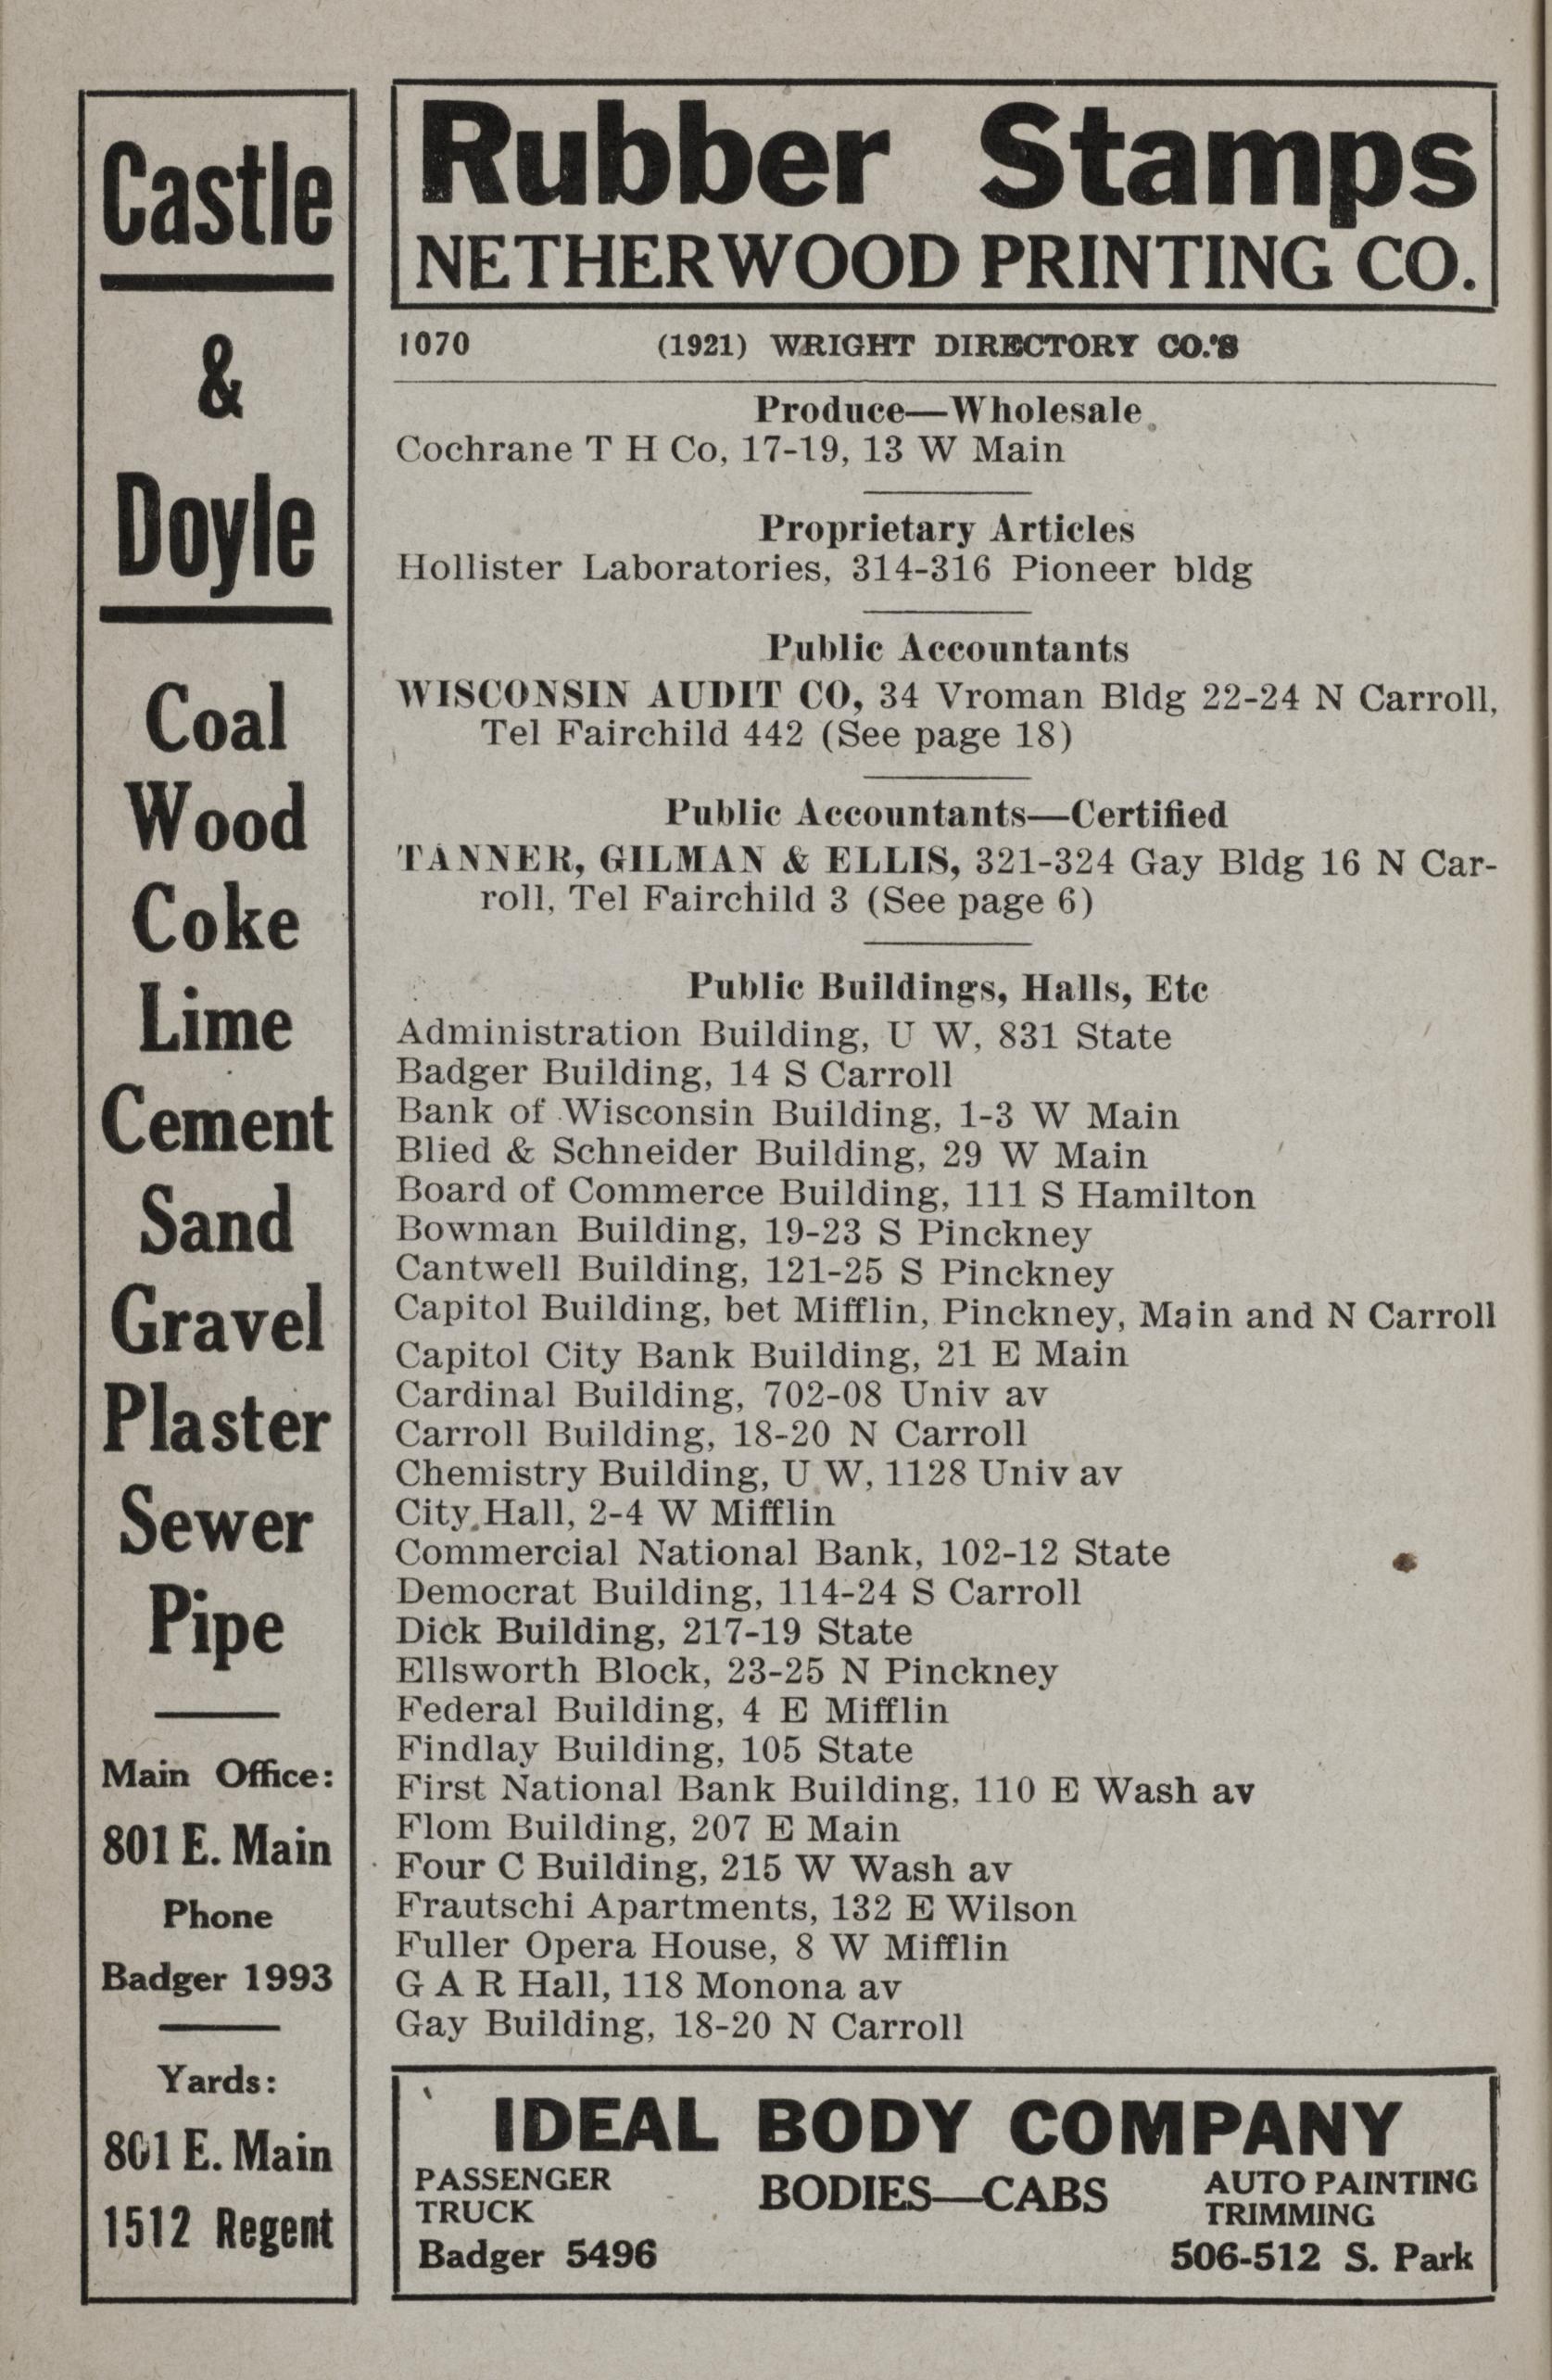 Castle
&
Doyle
Coal
Wood
Coke
Lime
Cement
Sand
Gravel
Plaster
Sewer
Pipe
Main Office:
801 E. Main
Phone
Badger 1993
Yards:
801 E. Main
1512 Regent
Rubber Stamps
NETHERWOOD PRINTING CO.
1070 (1921) WRIGHT DIRECTORY CO.'S
Produce—Wholesale
Cochrane T H Co, 17-19, 13 W Main
Proprietary Articles
Hollister Laboratories, 314-316 Pioneer bldg
Public Accountants
WISCONSIN AUDIT CO, 34 Vroman Bldg 22-24 N Carroll,
Tel Fairchild 442 (See page 18)
Public Accountants—Certified
TANNER, GILMAN & ELLIS, 321-324 Gay Bldg 16 N Car-
roll, Tel Fairchild 3 (See page 6)
Public Buildings, Halls, Etc
Administration Building, U W, 831 State
Badger Building, 14 S Carroll
Bank of Wisconsin Building, 1-3 W Main
Blied & Schneider Building, 29 W Main
Board of Commerce Building, 111 S Hamilton
Bowman Building, 19-23 S Pinckney
Cantwell Building, 121-25 S Pinckney
Capitol Building, bet Mifflin, Pinckney, Main and N Carroll
Capitol City Bank Building, 21 E Main
Cardinal Building, 702-08 Univ av
Carroll Building, 18-20 N Carroll
Chemistry Building, U W, 1128 Univ av
City Hall, 2-4 W Mifflin
Commercial National Bank, 102-12 State
Democrat Building, 114-24 S Carroll
Dick Building, 217-19 State
Ellsworth Block, 23-25 N Pinckney
Federal Building, 4 E Mifflin
Findlay Building, 105 State
First National Bank Building, 110 E Wash av
Flom Building, 207 E Main
Four C Building, 215 W Wash av
Frautschi Apartments, 132 E Wilson
Fuller Opera House, 8 W Mifflin
G A R Hall, 118 Monona av
Gay Building, 18-20 N Carroll
IDEAL BODY COMPANY
PASSENGER
TRUCK
BODIES—CABS
AUTO PAINTING
TRIMMING
Badger 5496
506-512 S. Park